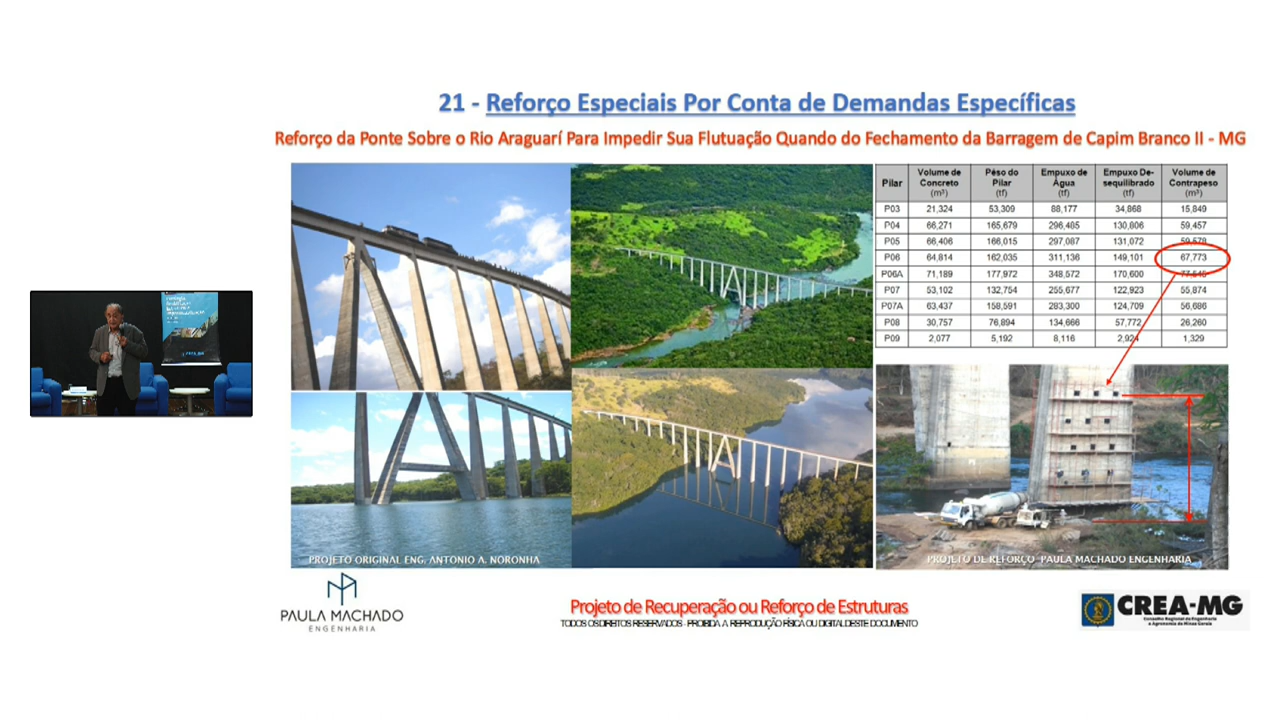 21 - Reforço Especiais Por Conta de Demandas Específicas
Reforço da Ponte Sobre o Rio Araguarí Para Impedir Sua Flutuação Quando do Fechamento da Barragem de Capim Branco II - MG
Pilar Volume de Concreto (m³) Pêso do Pilar (tf) Empuxo de Água (tf) Empuxo De-sequilibrado (tf) Volume de Contrapeso (m³)
P03 21,324 53,309 88,177 34,868 15,849
P04 66,271 165,679 296,485 130,806 59,457
P05 66,406 166,015 297,087 131,072 59,578
P06 64,814 162,035 311,136 149,101 67,773
P06A 71,189 177,972 348,572 170,600 77,545
P07 53,102 132,754 255,677 122,923 55,874
P07A 63,437 158,591 283,300 124,709 56,686
P08 30,757 76,894 134,666 57,772 26,260
P09 2,077 5,192 8,116 2,924 1,329
PROJETO ORIGINAL ENG. ANTONIO A. NORONHA
PROJETO DE REFORÇO PAULA MACHADO ENGENHARIA
PAULA MACHADO
ENGENHARIA
Projeto de Recuperação ou Reforço de Estruturas
TODOS OS DIREITOS RESERVADOS - PROIBIDA A REPRODUÇÃO FÍSICA OU DIGITAL DESTE DOCUMENTO
CREA-MG
Conselho Regional de Engenharia
e Agronomia de Minas Gerais